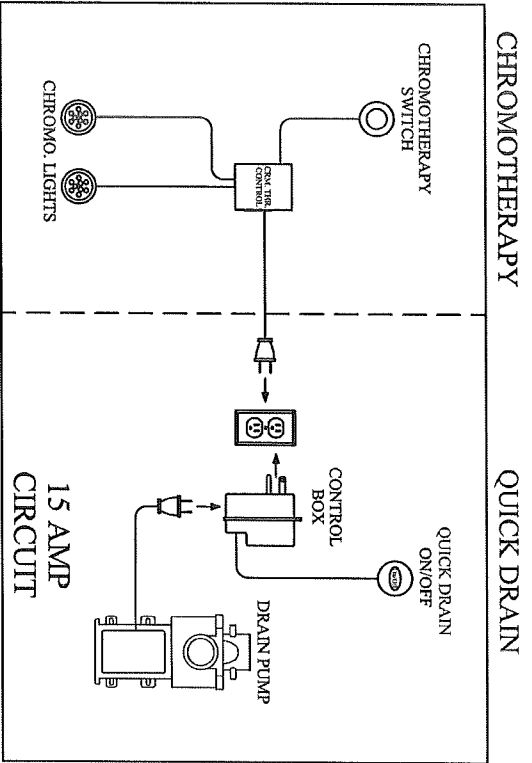 CHROMOTHERAPY
QUICK DRAIN
CHROMOTHERAPY
SWITCH
CRM. THR.
CONTROL
CHROMO. LIGHTS
QUICK DRAIN
ON/OFF
CONTROL
BOX
DRAIN PUMP
15 AMP
CIRCUIT